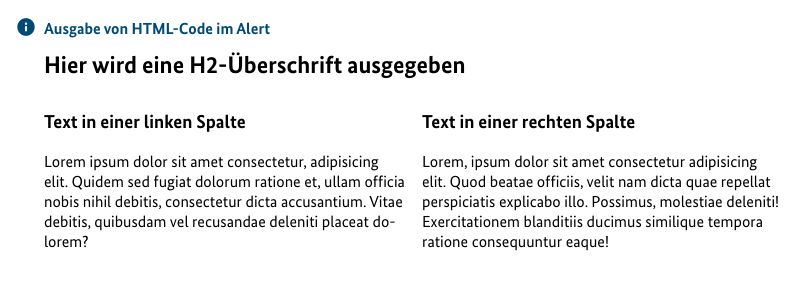 Ausgabe von HTML-Code im Alert
Hier wird eine H2-Überschrift ausgegeben
Text in einer linken Spalte
Lorem ipsum dolor sit amet consectetur, adipisicing
elit. Quidem sed fugiat dolorum ratione et, ullam officia
nobis nihil debitis, consectetur dicta accusantium. Vitae
debitis, quibusdam vel recusandae deleniti placeat do-
lorem?
Text in einer rechten Spalte
Lorem, ipsum dolor sit amet consectetur adipisicing
elit. Quod beatae officiis, velit nam dicta quae repellat
perspiciatis explicabo illo. Possimus, molestiae deleniti!
Exercitationem blanditiis ducimus similique tempora
ratione consequuntur eaque!